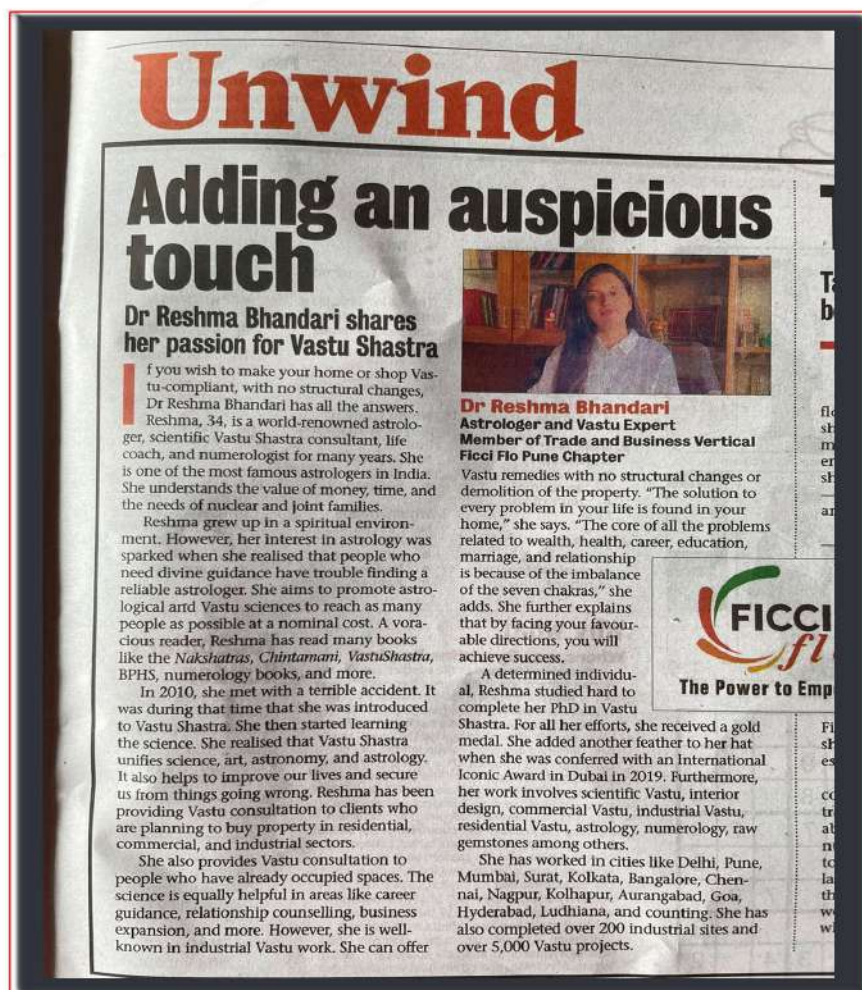 Unwind
Adding an auspicious
touch
Dr Reshma Bhandari shares
her passion for Vastu Shastra
If you wish to make your home or shop Vas-
tu-compliant, with no structural changes,
Dr Reshma Bhandari has all the answers.
Reshma, 34, is a world-renowned astrolo-
ger, scientific Vastu Shastra consultant, life
coach, and numerologist for many years. She
is one of the most famous astrologers in India.
She understands the value of money, time, and
the needs of nuclear and joint families.
Reshma grew up in a spiritual environ-
ment. However, her interest in astrology was
sparked when she realised that people who
need divine guidance have trouble finding a
reliable astrologer. She aims to promote astro-
logical and Vastu sciences to reach as many
people as possible at a nominal cost. A vora-
cious reader, Reshma has read many books
like the Nakshatras, Chintamani, VastuShastra,
BPHS, numerology books, and more.
In 2010, she met with a terrible accident. It
was during that time that she was introduced
to Vastu Shastra. She then started learning
the science. She realised that Vastu Shastra
unifies science, art, astronomy, and astrology.
It also helps to improve our lives and secure
us from things going wrong. Reshma has been
providing Vastu consultation to clients who
are planning to buy property in residential,
commercial, and industrial sectors.
She also provides Vastu consultation to
people who have already occupied spaces. The
science is equally helpful in areas like career
guidance, relationship counselling, business
expansion, and more. However, she is well-
known in industrial Vastu work. She can offer
Dr Reshma Bhandari
Astrologer and Vastu Expert
Member of Trade and Business Vertical
Ficci Flo Pune Chapter
Vastu remedies with no structural changes or
demolition of the property. “The solution to
every problem in your life is found in your
home,” she says. “The core of all the problems
related to wealth, health, career, education,
marriage, and relationship
is because of the imbalance
of the seven chakras,” she
adds. She further explains
that by facing your favour-
able directions, you will
achieve success.
A determined individu-
al, Reshma studied hard to
complete her PhD in Vastu
Shastra. For all her efforts, she received a gold
medal. She added another feather to her hat
when she was conferred with an International
Iconic Award in Dubai in 2019. Furthermore,
her work involves scientific Vastu, interior
design, commercial Vastu, industrial Vastu,
residential Vastu, astrology, numerology, raw
gemstones among others.
She has worked in cities like Delhi, Pune,
Mumbai, Surat, Kolkata, Bangalore, Chen-
nai, Nagpur, Kolhapur, Aurangabad, Goa,
Hyderabad, Ludhiana, and counting. She has
also completed over 200 industrial sites and
over 5,000 Vastu projects.
FICCI
fl
The Power to Emp